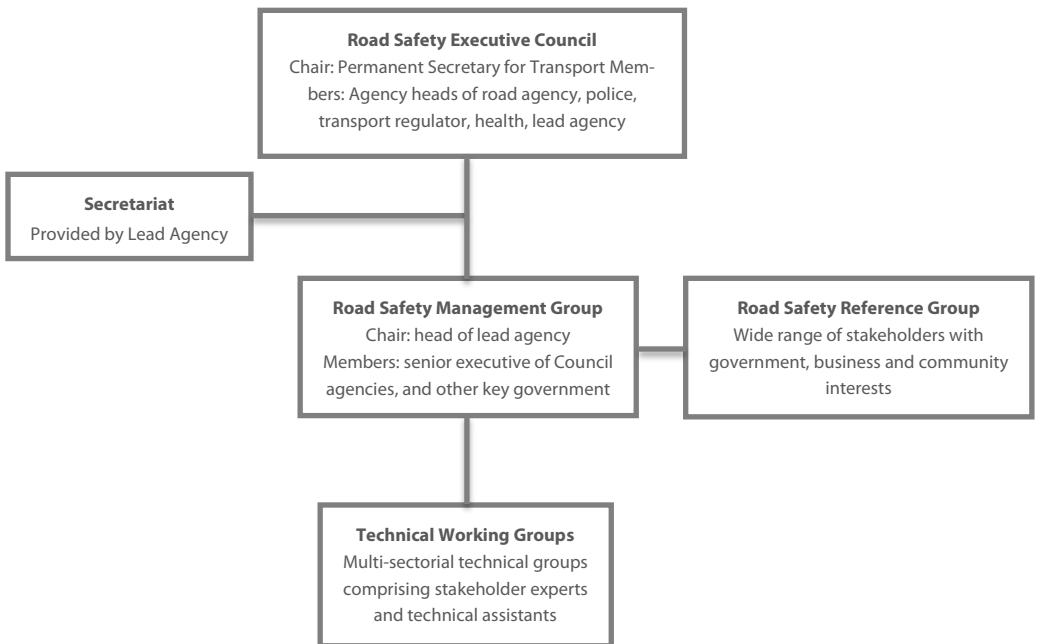 Road Safety Executive Council
Chair: Permanent Secretary for Transport Mem-
bers: Agency heads of road agency, police,
transport regulator, health, lead agency
Secretariat
Provided by Lead Agency
Road Safety Management Group
Chair: head of lead agency
Members: senior executive of Council
agencies, and other key government
Road Safety Reference Group
Wide range of stakeholders with
government, business and community
interests
Technical Working Groups
Multi-sectorial technical groups
comprising stakeholder experts
and technical assistants